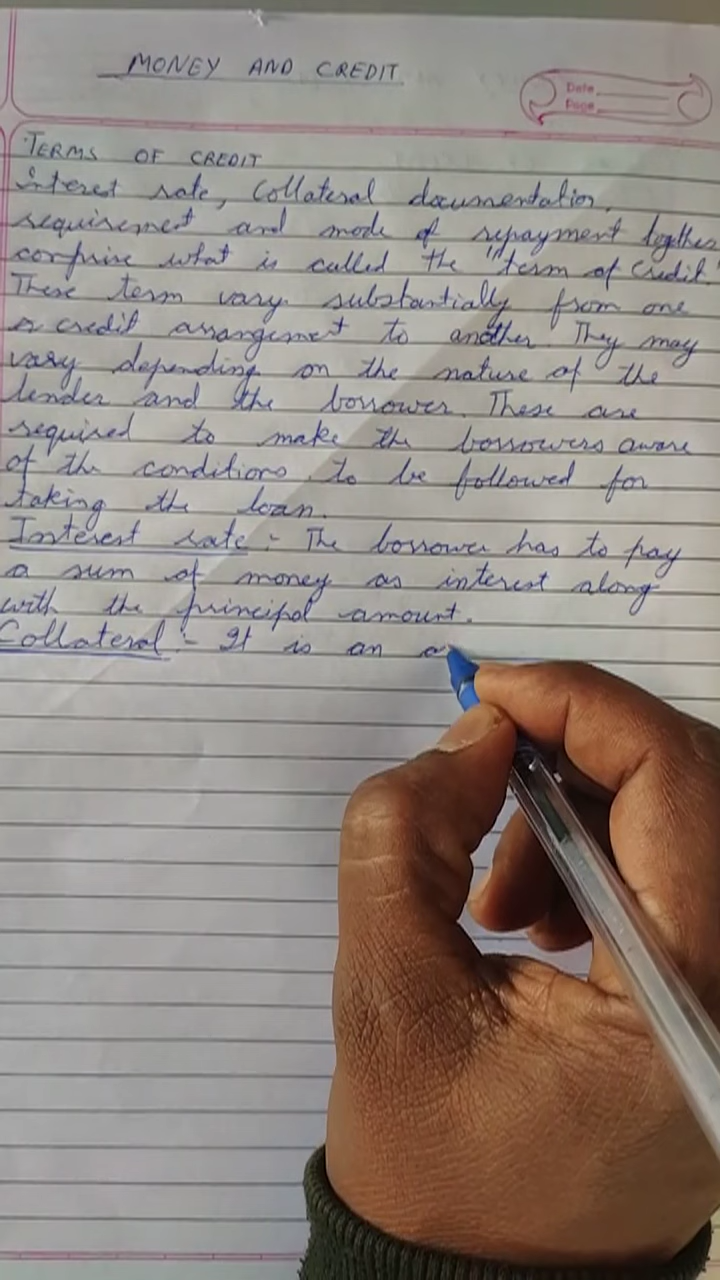 MONEY AND CREDIT
Date
Page
TERMS OF CREDIT
Interest rate, Collateral documentation,
requirement and mode of repayment together
comprise what is called the "term of Credit."
These term vary substantially from one
credit arrangement to another. They may
vary depending on the nature of the
lender and the borrower. These are
required to make the borrowers aware
of the conditions to be followed for
taking the loan.
Interest rate :- The borrower has to pay
a sum of money as interest along
with the principal amount.
Collateral :- It is an